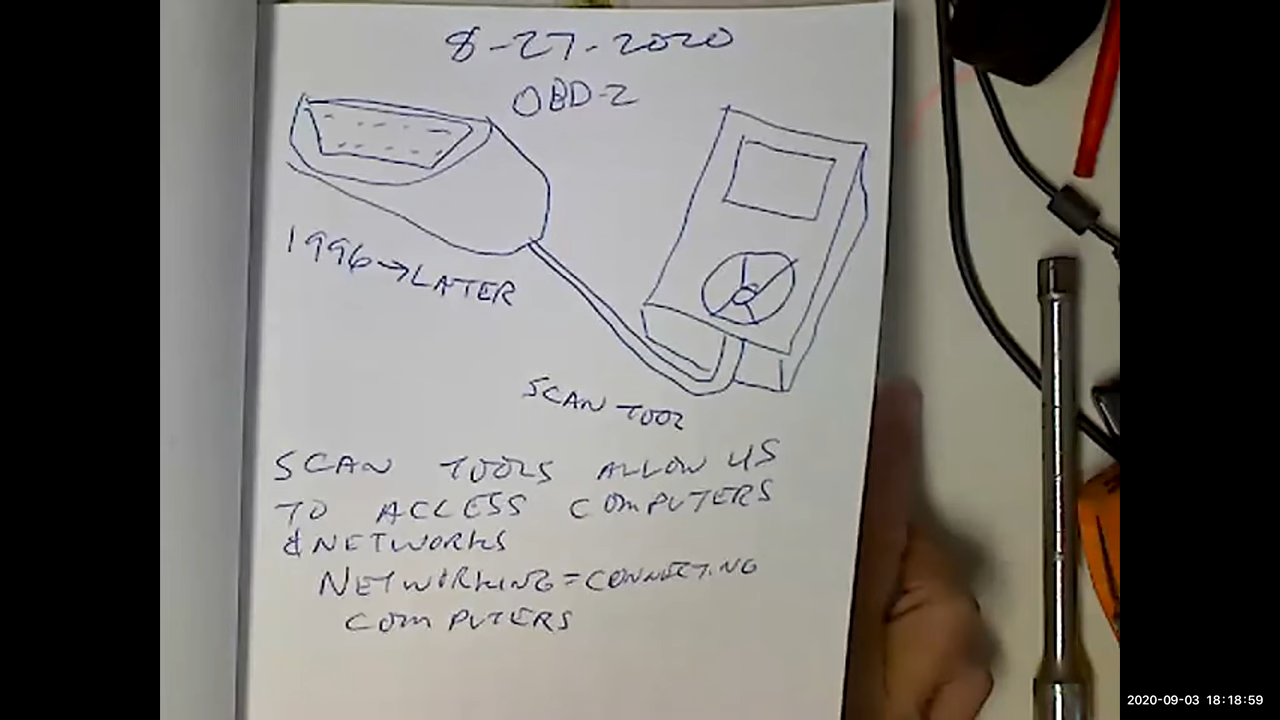 8-27-2020
OBD-2
1996→LATER
SCAN TOOL
SCAN TOOLS ALLOW US
TO ACCESS COMPUTERS
& NETWORKS
NETWORKING = CONNECTING
COMPUTERS
2020-09-03 18:18:59